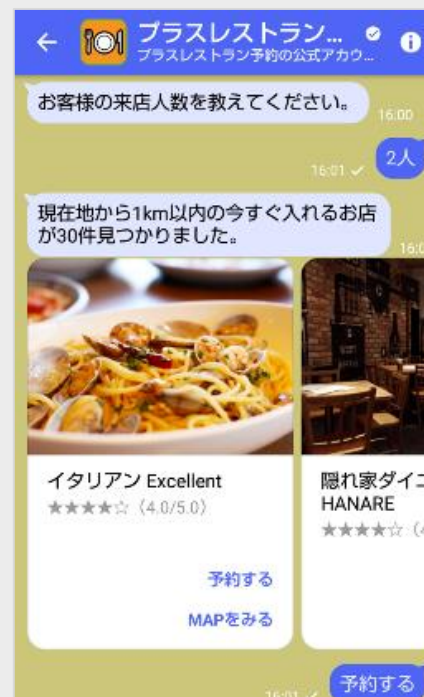 プラスレストラン...
プラスレストラン予約の公式アカウ...
お客様の来店人数を教えてください。
16:00
2人
16:01
現在地から1km以内の今すぐ入れるお店
が30件見つかりました。
イタリアン Excellent
★★★★☆（4.0/5.0）
予約する
MAPをみる
隠れ家ダイニ
HANARE
★★★★☆（4
予約する
16:01